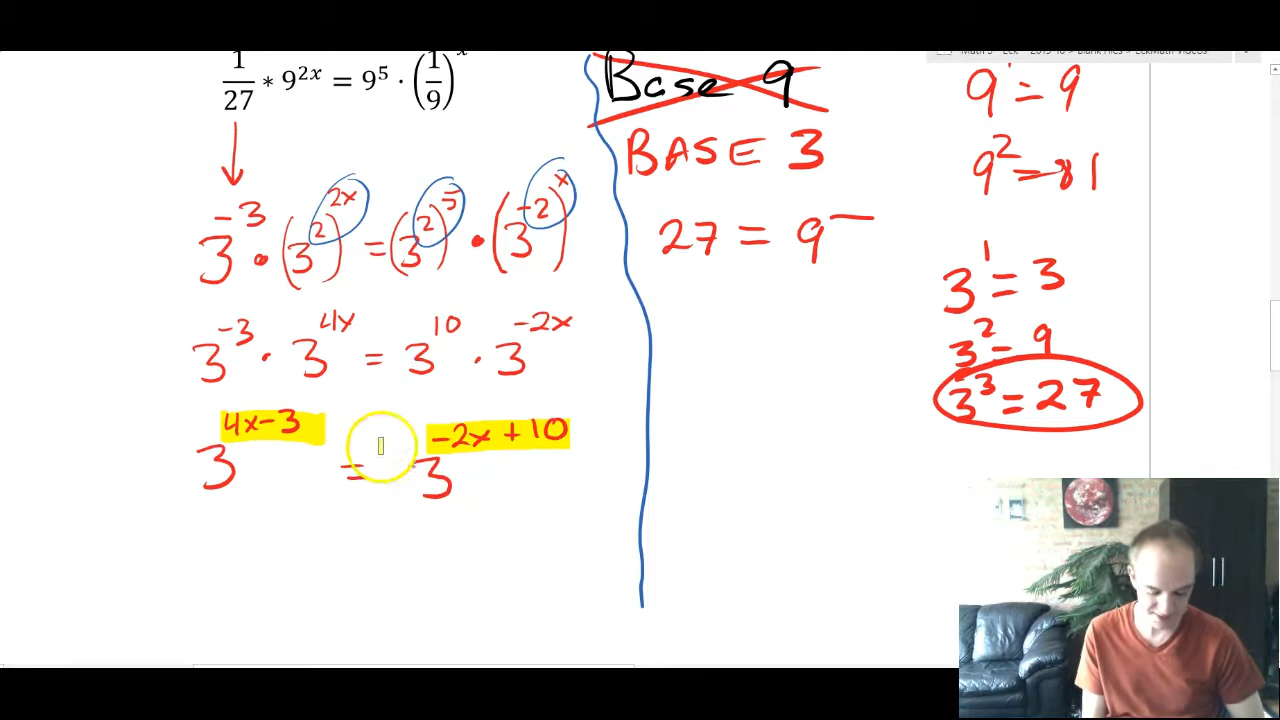 1/27 * 9^{2x} = 9^5 · (1/9)^x
3^{-3} · (3^2)^{2x} = (3^2)^5 · (3^{-2})^x
3^{-3} · 3^{4x} = 3^{10} · 3^{-2x}
3^{4x-3} = 3^{-2x+10}
Base 9
BASE 3
27 = 9^—
9^1 = 9
9^2 = 81
3^1 = 3
3^2 = 9
3^3 = 27